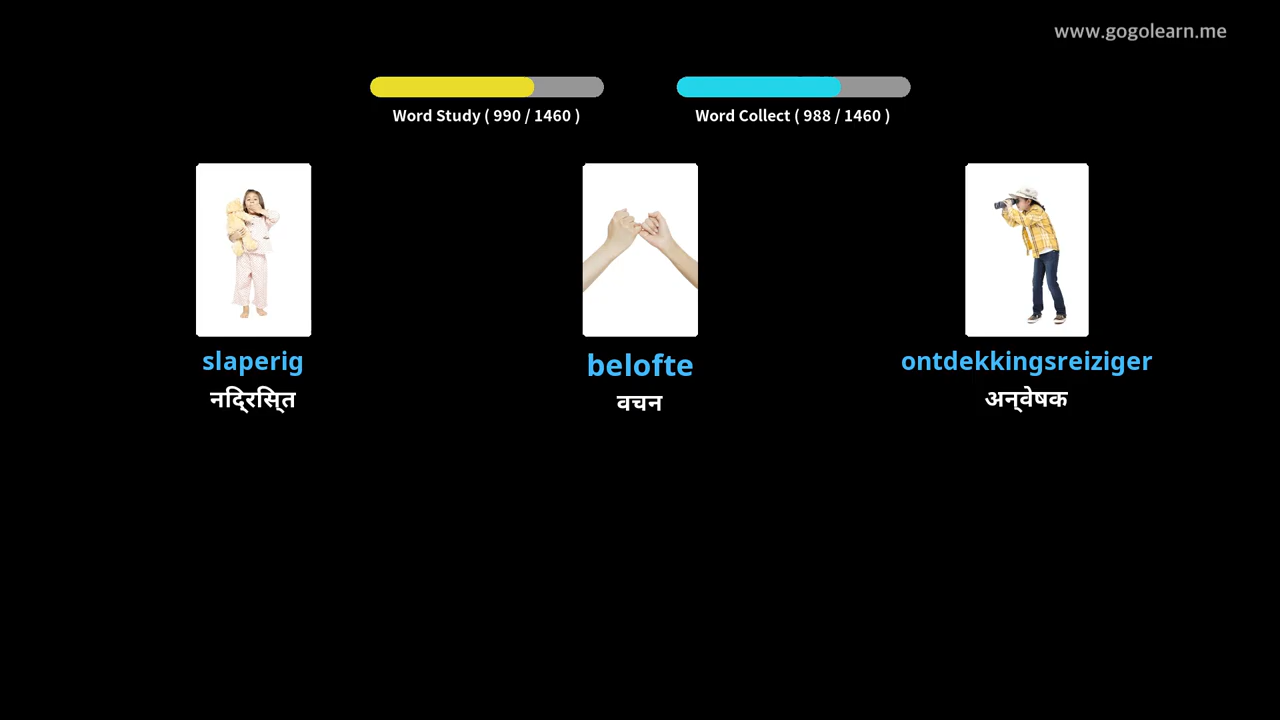 www.gogolearn.me
Word Study ( 990 / 1460 )
Word Collect ( 988 / 1460 )
slaperig
belofte
ontdekkingsreiziger
नद्रिस्ति
वचन
अन्वेषक